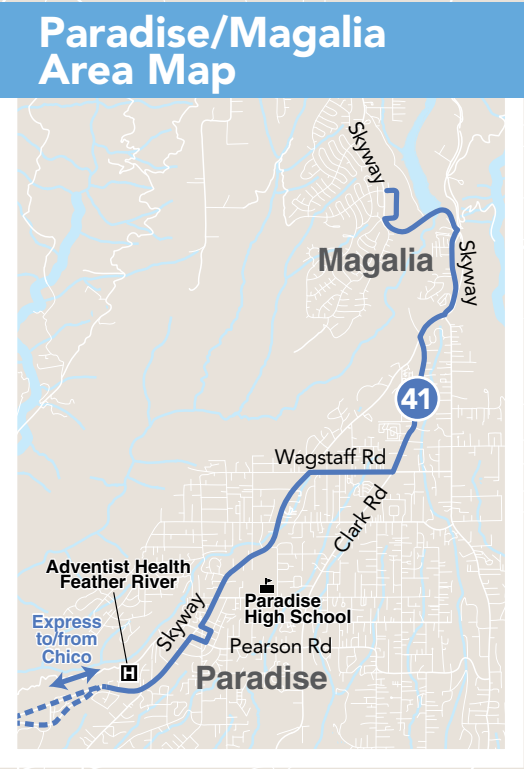 Paradise/Magalia
Area Map
Skyway
Magalia
Skyway
41
Wagstaff Rd
Clark Rd
Adventist Health
Feather River
Paradise
High School
Skyway
Express
to/from
Chico
H
Pearson Rd
Paradise